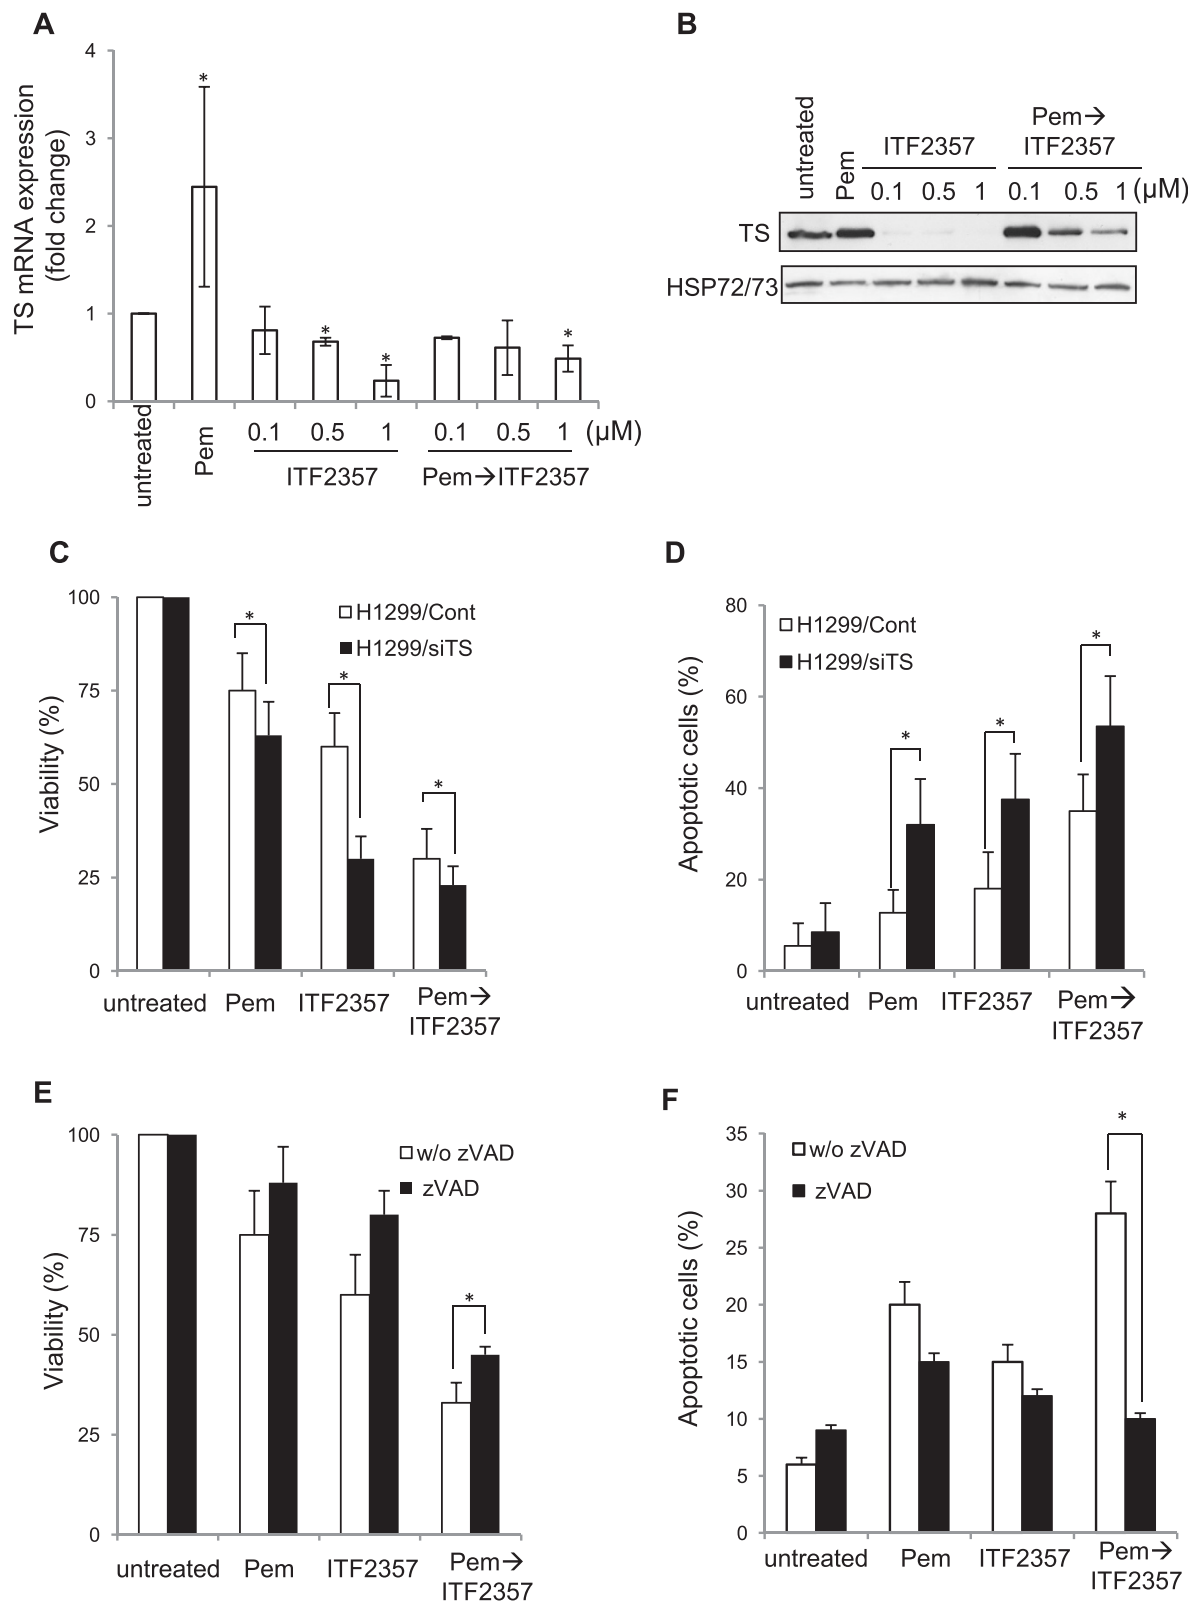 A
TS mRNA expression
(fold change)
4
3
2
1
0
*
*
*
*
untreated
Pem
0.1 0.5 1 0.1 0.5 1 (µM)
ITF2357 Pem→ITF2357
B
untreated
Pem
ITF2357
Pem→
ITF2357
0.1 0.5 1 0.1 0.5 1 (µM)
TS
HSP72/73
C
Viability (%)
100
75
50
25
0
H1299/Cont
H1299/siTS
*
*
*
untreated Pem ITF2357 Pem→
ITF2357
D
Apoptotic cells (%)
80
60
40
20
0
H1299/Cont
H1299/siTS
*
*
*
untreated Pem ITF2357 Pem→
ITF2357
E
Viability (%)
100
75
50
25
0
w/o zVAD
zVAD
*
untreated Pem ITF2357 Pem→
ITF2357
F
Apoptotic cells (%)
35
30
25
20
15
10
5
0
w/o zVAD
zVAD
*
untreated Pem ITF2357 Pem→
ITF2357